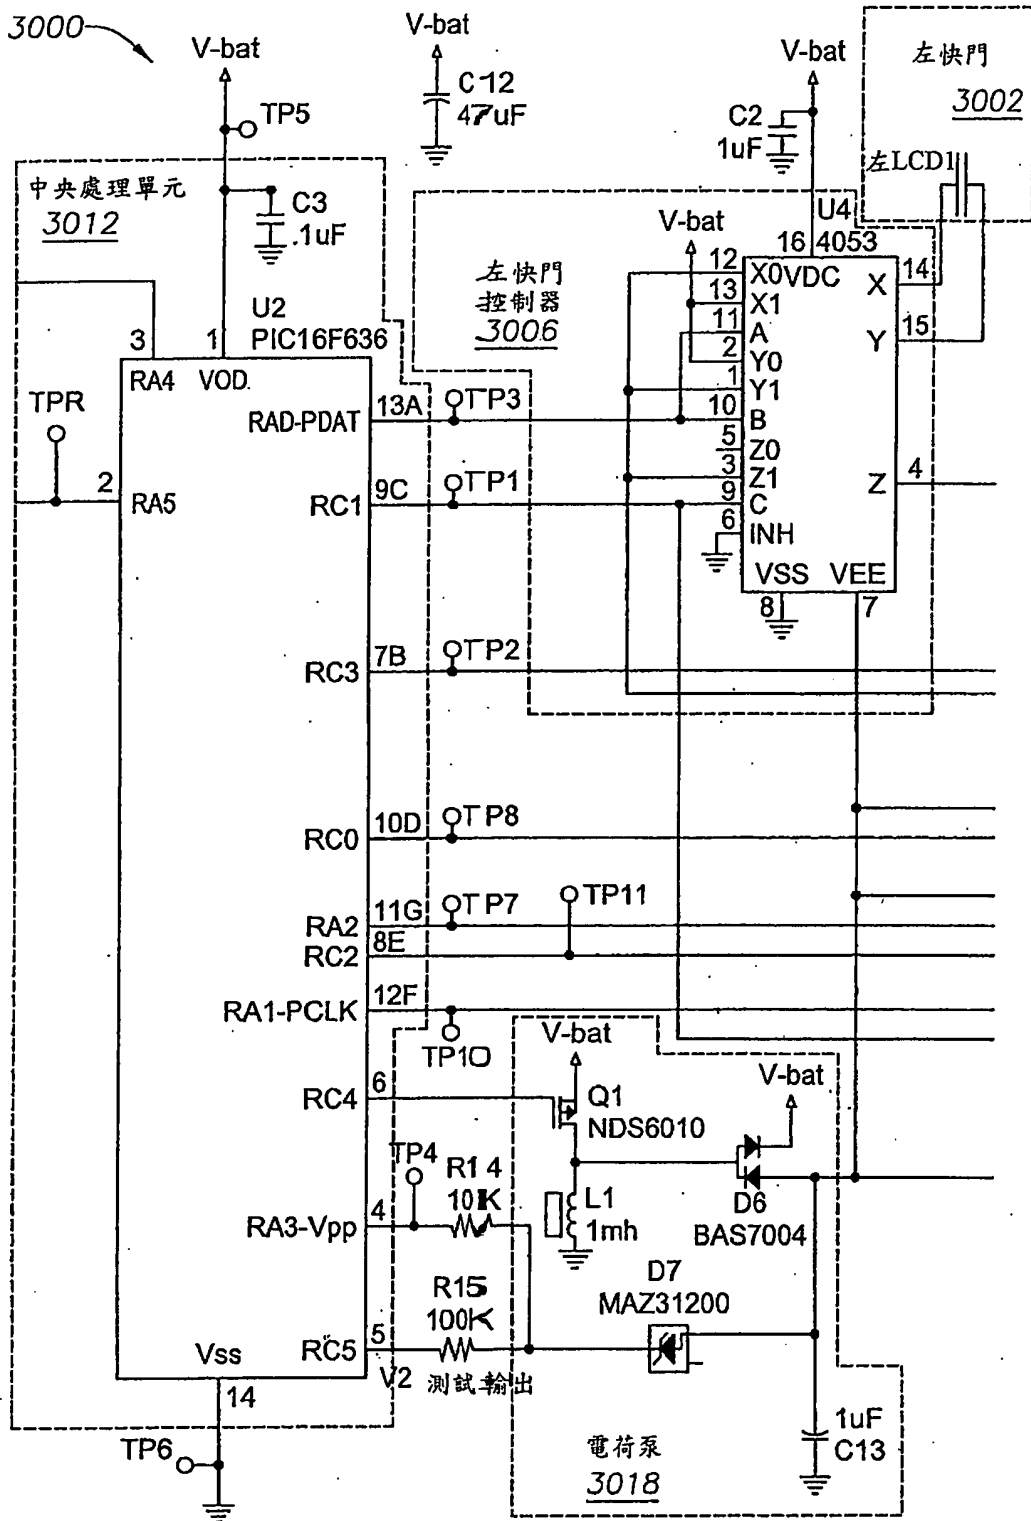 3000
V-bat
TP5
V-bat
C12
47uF
V-bat
C2
1uF
左快門
3002
左LCD1
中央處理單元
3012
C3
.1uF
U2
PIC16F636
左快門
控制器
3006
V-bat
U4
4053
16
VDC
12
X0
13
X1
11
A
2
Y0
1
Y1
10
B
5
Z0
3
Z1
9
C
6
INH
VSS
VEE
8
7
X
14
Y
15
Z
4
3
1
RA4
VOD.
TPR
2
RA5
RAD-PDAT
13A
TP3
RC1
9C
TP1
RC3
7B
TP2
RC0
10D
TP8
RA2
11G
TP7
RC2
8E
TP11
RA1-PCLK
12F
TP10
RC4
6
V-bat
Q1
NDS6010
V-bat
L1
1mh
D6
BAS7004
TP4
R14
10K
RA3-Vpp
4
R15
100K
RC5
5
V2
測試輸出
D7
MAZ31200
Vss
14
TP6
1uF
C13
電荷泵
3018